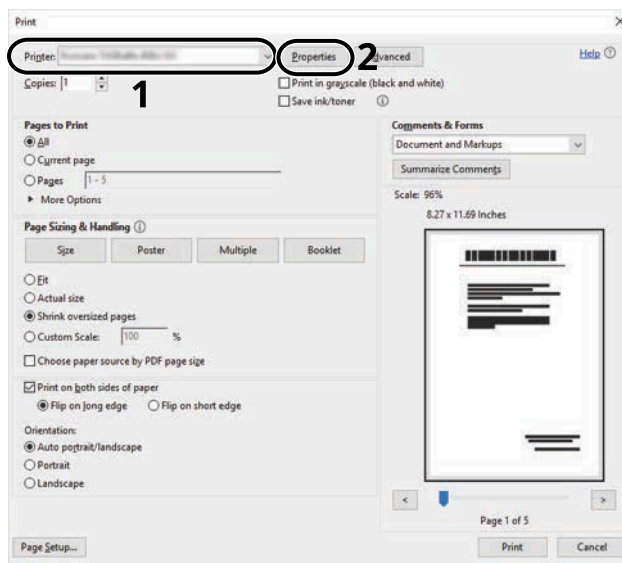 Print
Printer: Properties 2 dvanced Help
Copies: 1 1 Print in grayscale (black and white)
Save ink/toner
Pages to Print
All
Current page
Pages 1 - 5
More Options
Page Sizing & Handling
Size Poster Multiple Booklet
Fit
Actual size
Shrink oversized pages
Custom Scale: 100 %
Choose paper source by PDF page size
Print on both sides of paper
Flip on long edge Flip on short edge
Orientation:
Auto portrait/landscape
Portrait
Landscape
Comments & Forms
Document and Markups
Summarize Comments
Scale: 96%
8.27 x 11.69 Inches
< >
Page 1 of 5
Page Setup... Print Cancel